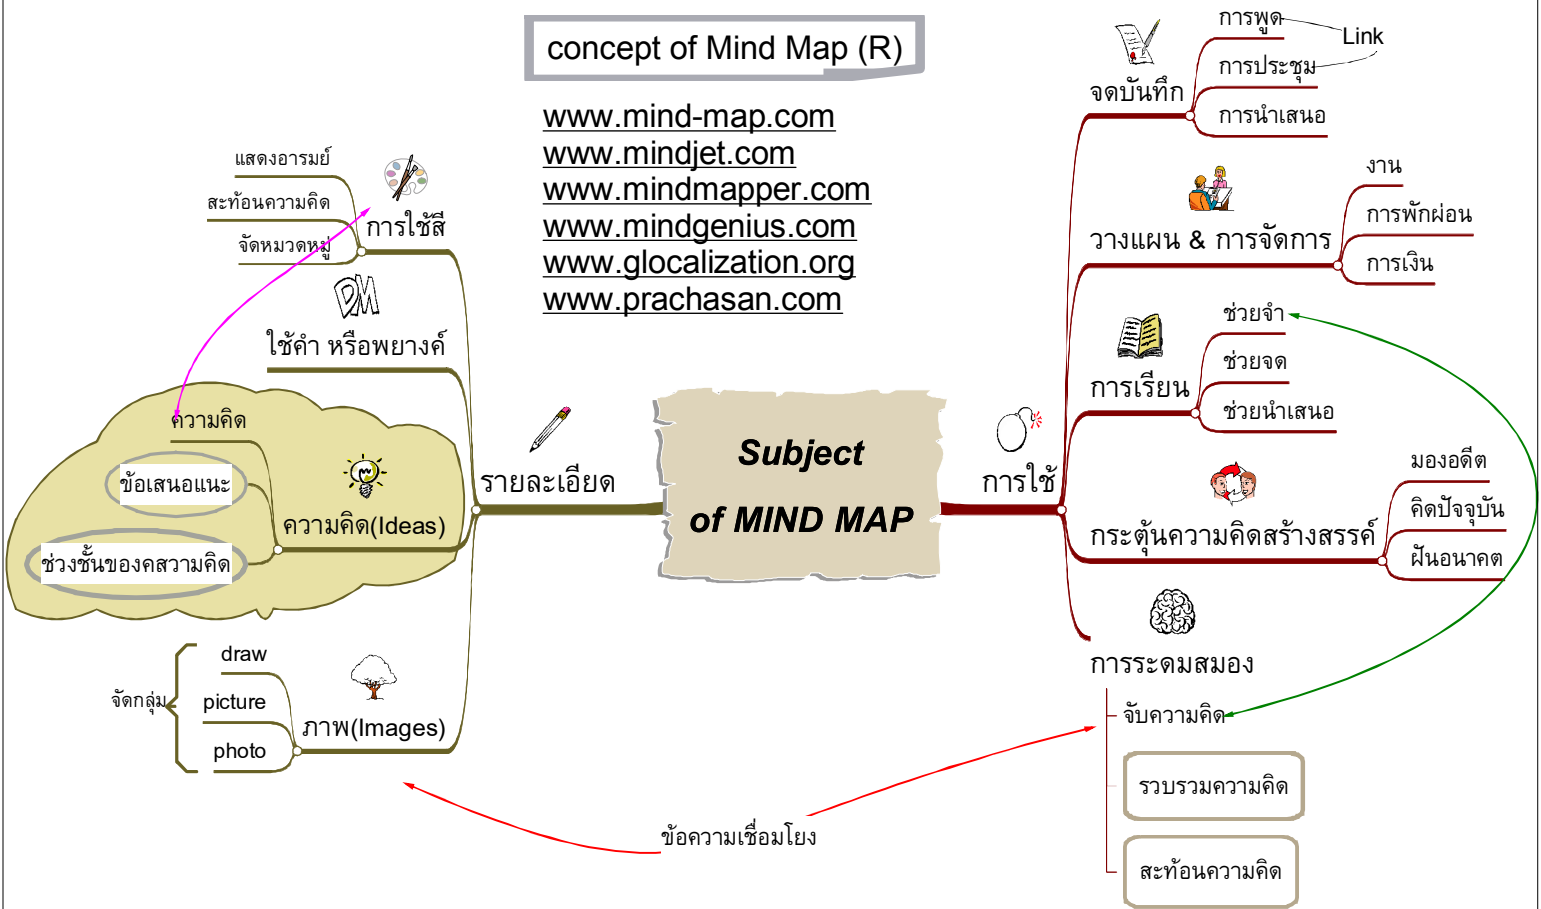 concept of Mind Map (R)
www.mind-map.com
www.mindjet.com
www.mindmapper.com
www.mindgenius.com
www.glocalization.org
www.prachasan.com
Subject
of MIND MAP
รายละเอียด
การใช้สี
แสดงอารมย์
สะท้อนความคิด
จัดหมวดหมู่
ใช้คำ หรือพยางค์
ความคิด(Ideas)
ความคิด
ข้อเสนอแนะ
ช่วงชั้นของคสวามคิด
ภาพ(Images)
draw
picture
photo
จัดกลุ่ม
การใช้
จดบันทึก
การพูด
การประชุม
การนำเสนอ
Link
วางแผน & การจัดการ
งาน
การพักผ่อน
การเงิน
การเรียน
ช่วยจำ
ช่วยจด
ช่วยนำเสนอ
กระตุ้นความคิดสร้างสรรค์
มองอดีต
คิดปัจจุบัน
ฝันอนาคต
การระดมสมอง
จับความคิด
รวบรวมความคิด
สะท้อนความคิด
ข้อความเชื่อมโยง